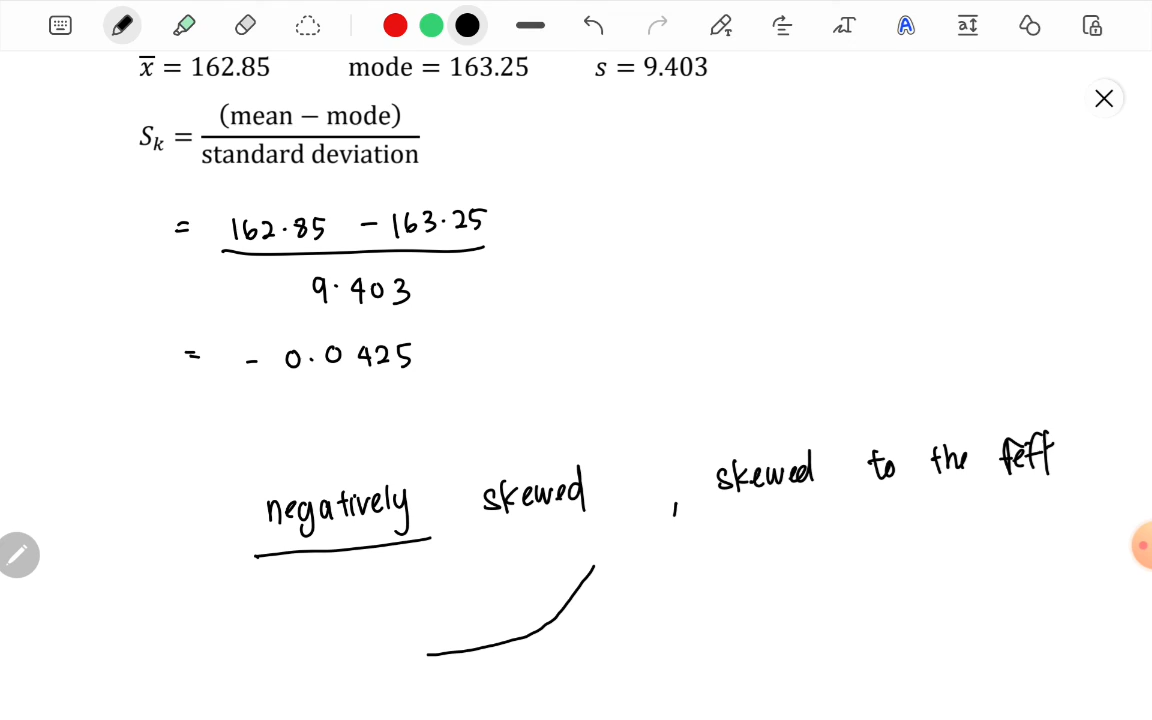 x̅ = 162.85 mode = 163.25 s = 9.403
Sₖ = (mean − mode) / standard deviation
= 162.85 - 163.25
9.403
= - 0.0425
negatively skewed , skewed to the left